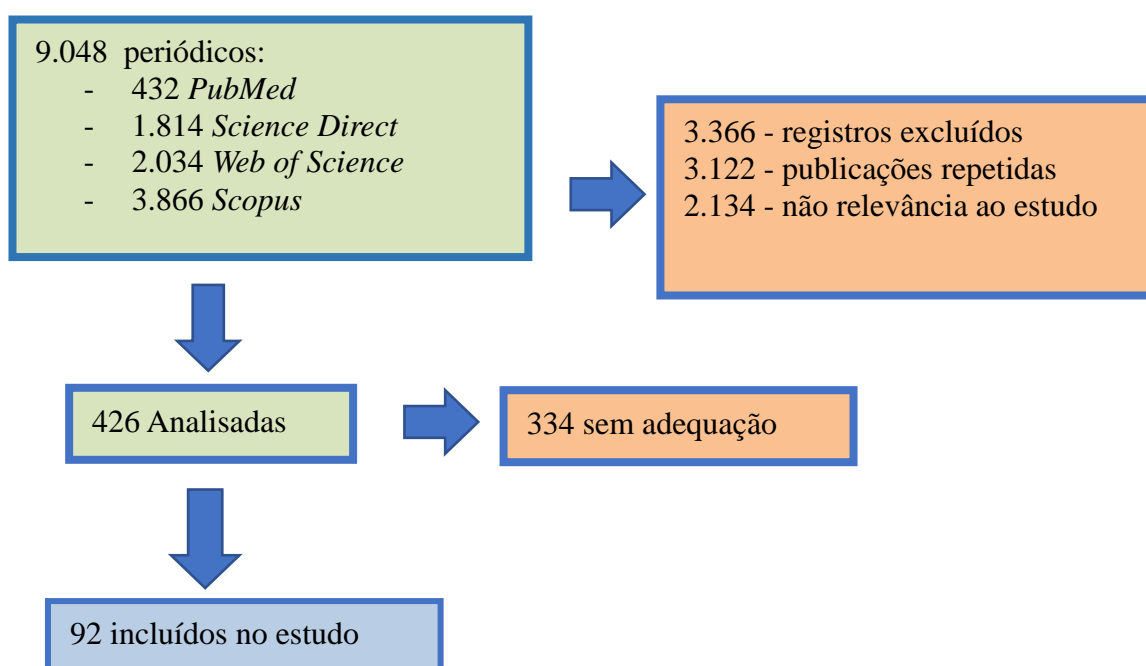 9.048 periódicos:
- 432 PubMed
- 1.814 Science Direct
- 2.034 Web of Science
- 3.866 Scopus
3.366 - registros excluídos
3.122 - publicações repetidas
2.134 - não relevância ao estudo
426 Analisadas
334 sem adequação
92 incluídos no estudo